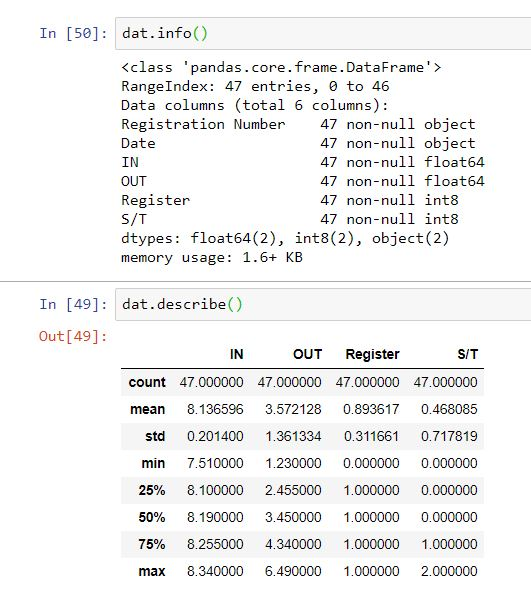 In [50]: dat.info()
<class 'pandas.core.frame.DataFrame'>
RangeIndex: 47 entries, 0 to 46
Data columns (total 6 columns):
Registration Number    47 non-null object
Date                   47 non-null object
IN                     47 non-null float64
OUT                    47 non-null float64
Register               47 non-null int8
S/T                    47 non-null int8
dtypes: float64(2), int8(2), object(2)
memory usage: 1.6+ KB
In [49]: dat.describe()
Out[49]:
IN OUT Register S/T
count 47.000000 47.000000 47.000000 47.000000
mean 8.136596 3.572128 0.893617 0.468085
std 0.201400 1.361334 0.311661 0.717819
min 7.510000 1.230000 0.000000 0.000000
25% 8.100000 2.455000 1.000000 0.000000
50% 8.190000 3.450000 1.000000 0.000000
75% 8.255000 4.340000 1.000000 1.000000
max 8.340000 6.490000 1.000000 2.000000